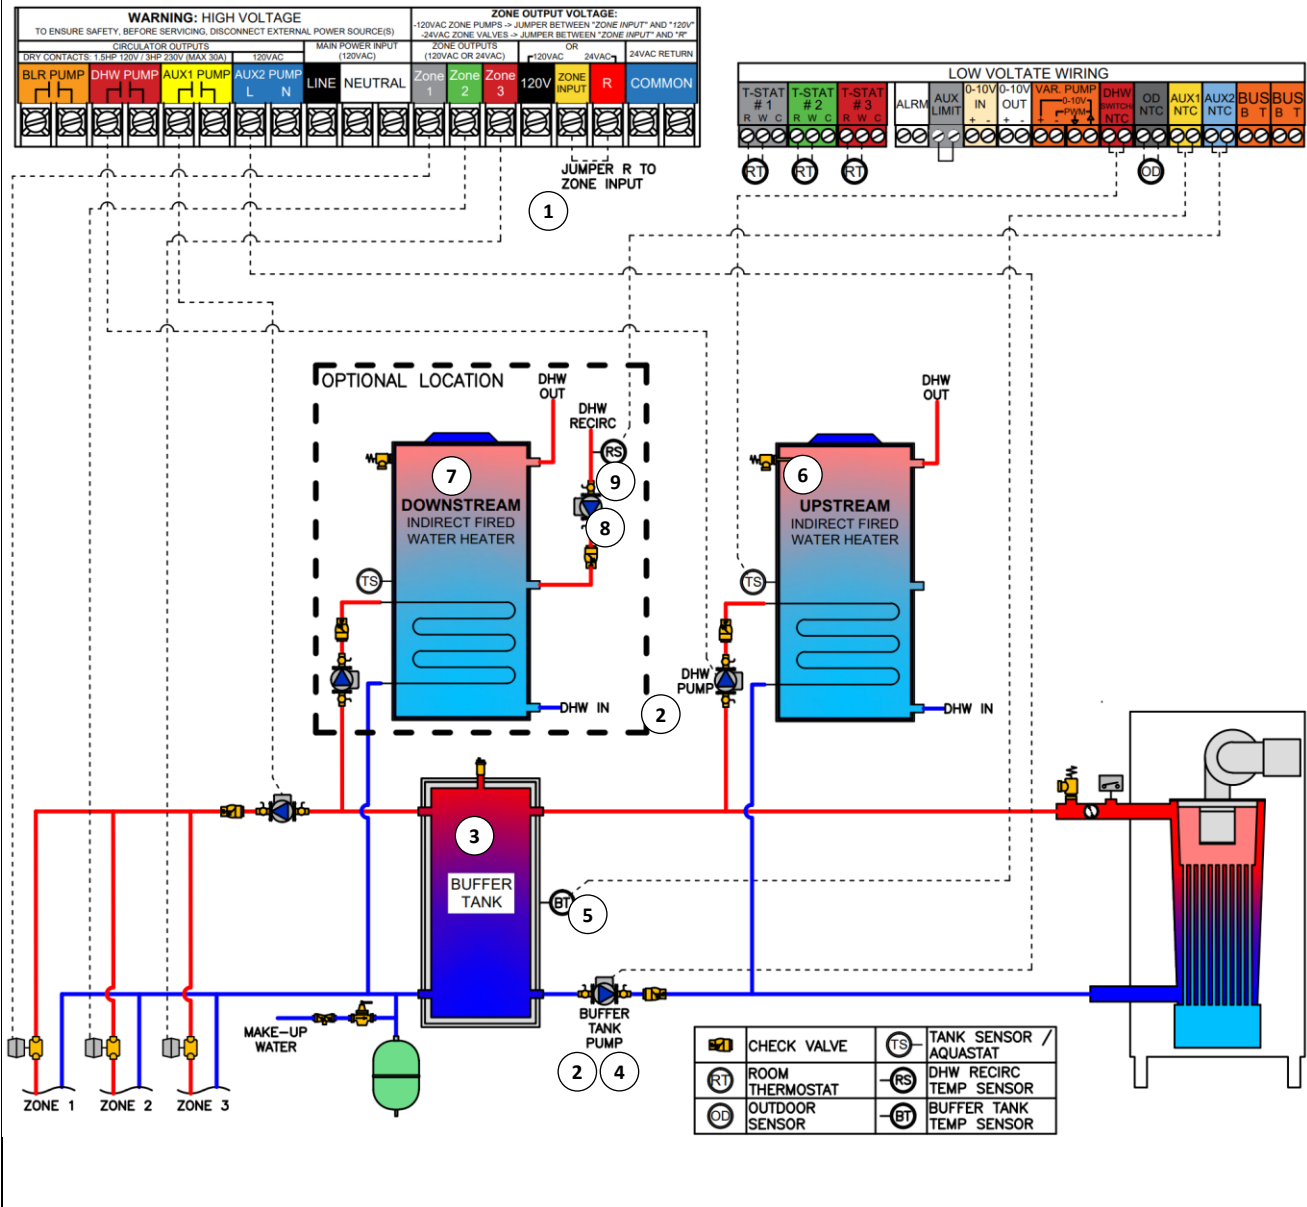 WARNING: HIGH VOLTAGE
TO ENSURE SAFETY, BEFORE SERVICING, DISCONNECT EXTERNAL POWER SOURCE(S)
ZONE OUTPUT VOLTAGE:
-120VAC ZONE PUMPS -> JUMPER BETWEEN "ZONE INPUT" AND "120V"
-24VAC ZONE VALVES -> JUMPER BETWEEN "ZONE INPUT" AND "R"
CIRCULATOR OUTPUTS
DRY CONTACTS: 1.5HP 120V / 3HP 230V (MAX 30A)
120VAC
MAIN POWER INPUT
(120VAC)
ZONE OUTPUTS
(120VAC OR 24VAC)
OR
120VAC 24VAC
24VAC RETURN
BLR PUMP
DHW PUMP
AUX1 PUMP
AUX2 PUMP
L N
LINE
NEUTRAL
Zone
1
Zone
2
Zone
3
120V
ZONE
INPUT
R
COMMON
JUMPER R TO
ZONE INPUT
1
LOW VOLTATE WIRING
T-STAT
# 1
R W C
T-STAT
# 2
R W C
T-STAT
# 3
R W C
ALRM
AUX
LIMIT
0-10V
IN
+ -
0-10V
OUT
+ -
VAR. PUMP
0-10V
PWM
+ -
DHW
SWITCH/
NTC
OD
NTC
AUX1
NTC
AUX2
NTC
BUS
B T
BUS
B T
RT
RT
RT
OD
OPTIONAL LOCATION
DHW
OUT
DHW
RECIRC
RS
9
8
7
DOWNSTREAM
INDIRECT FIRED
WATER HEATER
TS
DHW IN
2
DHW
OUT
6
UPSTREAM
INDIRECT FIRED
WATER HEATER
TS
DHW
PUMP
DHW IN
3
BUFFER
TANK
BT
5
BUFFER
TANK
PUMP
2 4
MAKE-UP
WATER
ZONE 1
ZONE 2
ZONE 3
CHECK VALVE
TS
TANK SENSOR /
AQUASTAT
RT
ROOM
THERMOSTAT
RS
DHW RECIRC
TEMP SENSOR
OD
OUTDOOR
SENSOR
BT
BUFFER TANK
TEMP SENSOR